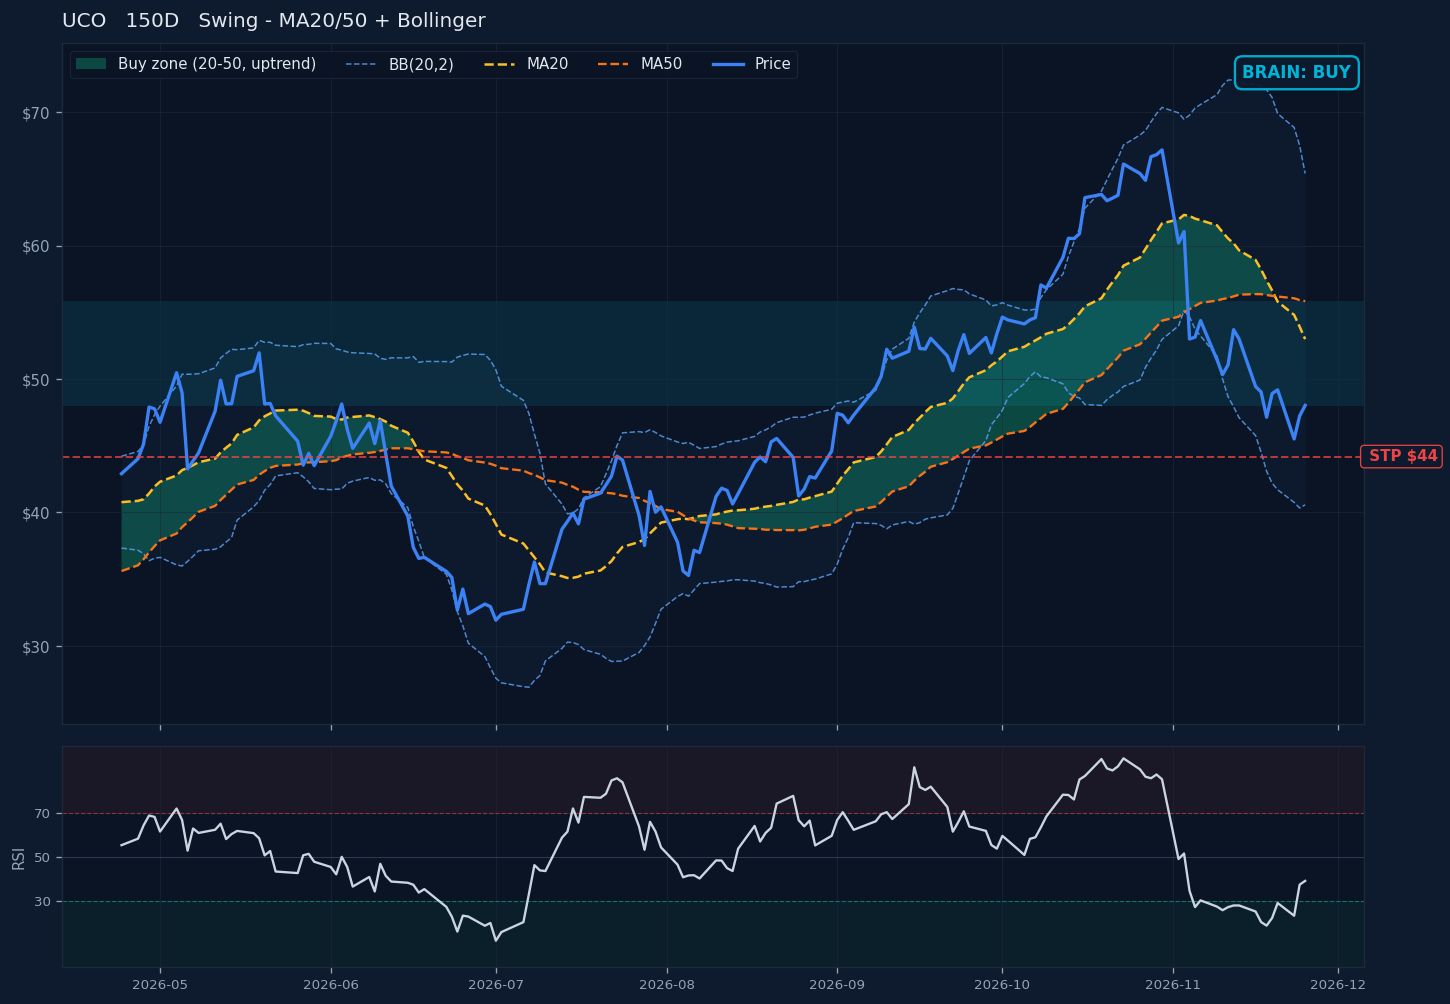 UCO 150D Swing - MA20/50 + Bollinger
Buy zone (20-50, uptrend) BB(20,2) MA20 MA50 Price
BRAIN: BUY
$70
$60
$50
$40
$30
STP $44
RSI
70
50
30
2026-05 2026-06 2026-07 2026-08 2026-09 2026-10 2026-11 2026-12